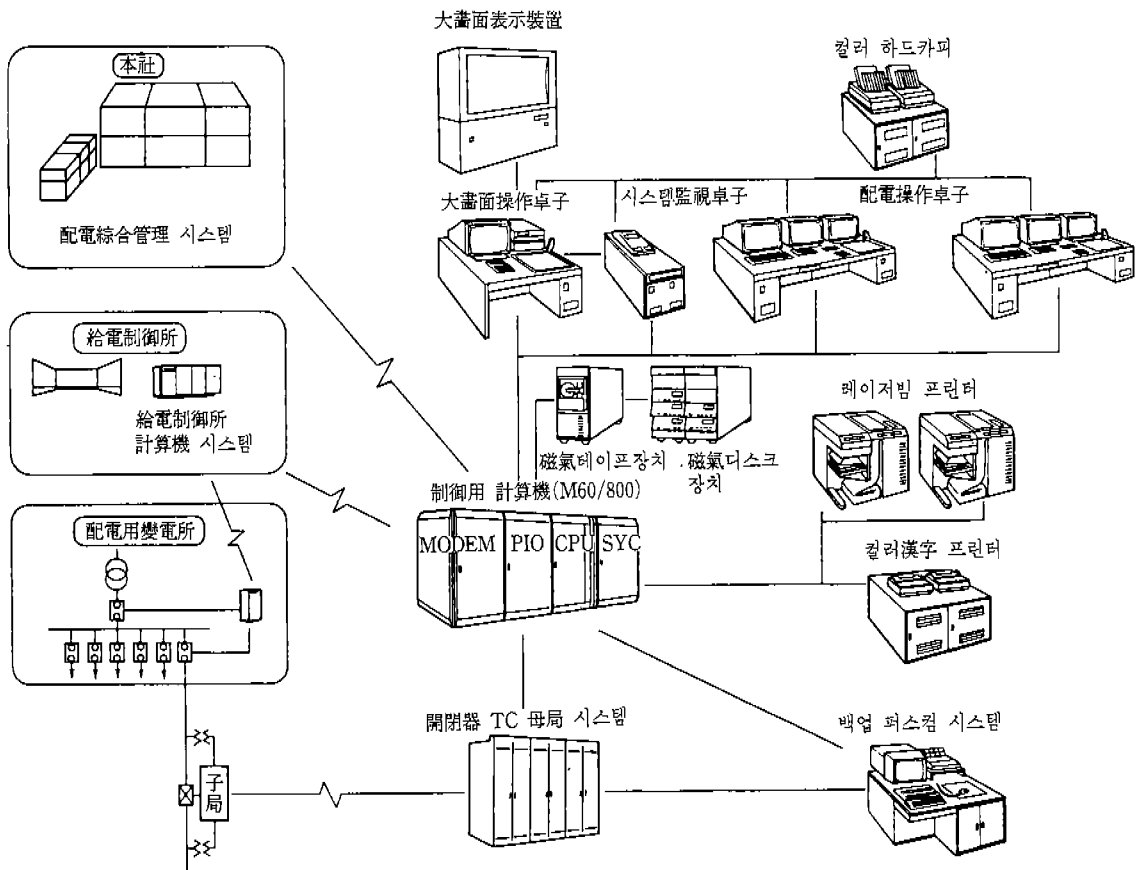 大畵面表示裝置
컬러 하드카피
本社
配電綜合管理 시스템
大畵面操作卓子
시스템監視卓子
配電操作卓子
給電制御所
給電制御所
計算機 시스템
레이저빔 프린터
磁氣테이프장치
磁氣디스크
장치
制御用 計算機(M60/800)
配電用變電所
MODEM PIO CPU SYC
컬러漢字 프린터
開閉器 TC 母局 시스템
백업 퍼스컴 시스템
子局